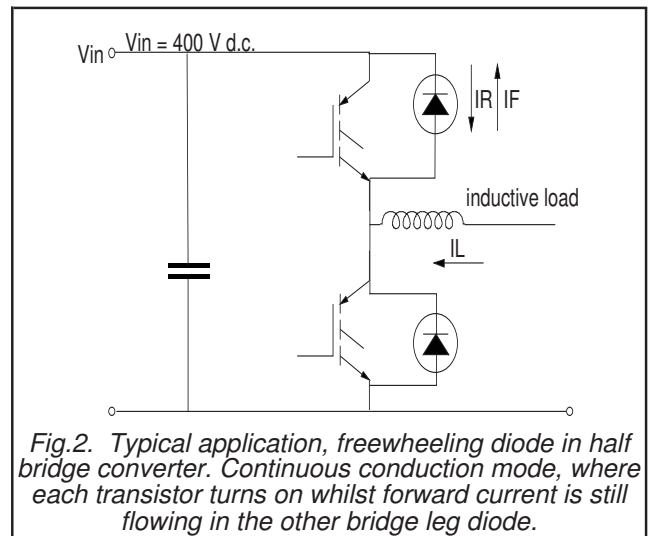 Vin
Vin = 400 V d.c.
IR
IF
inductive load
IL
Fig.2. Typical application, freewheeling diode in half
bridge converter. Continuous conduction mode, where
each transistor turns on whilst forward current is still
flowing in the other bridge leg diode.